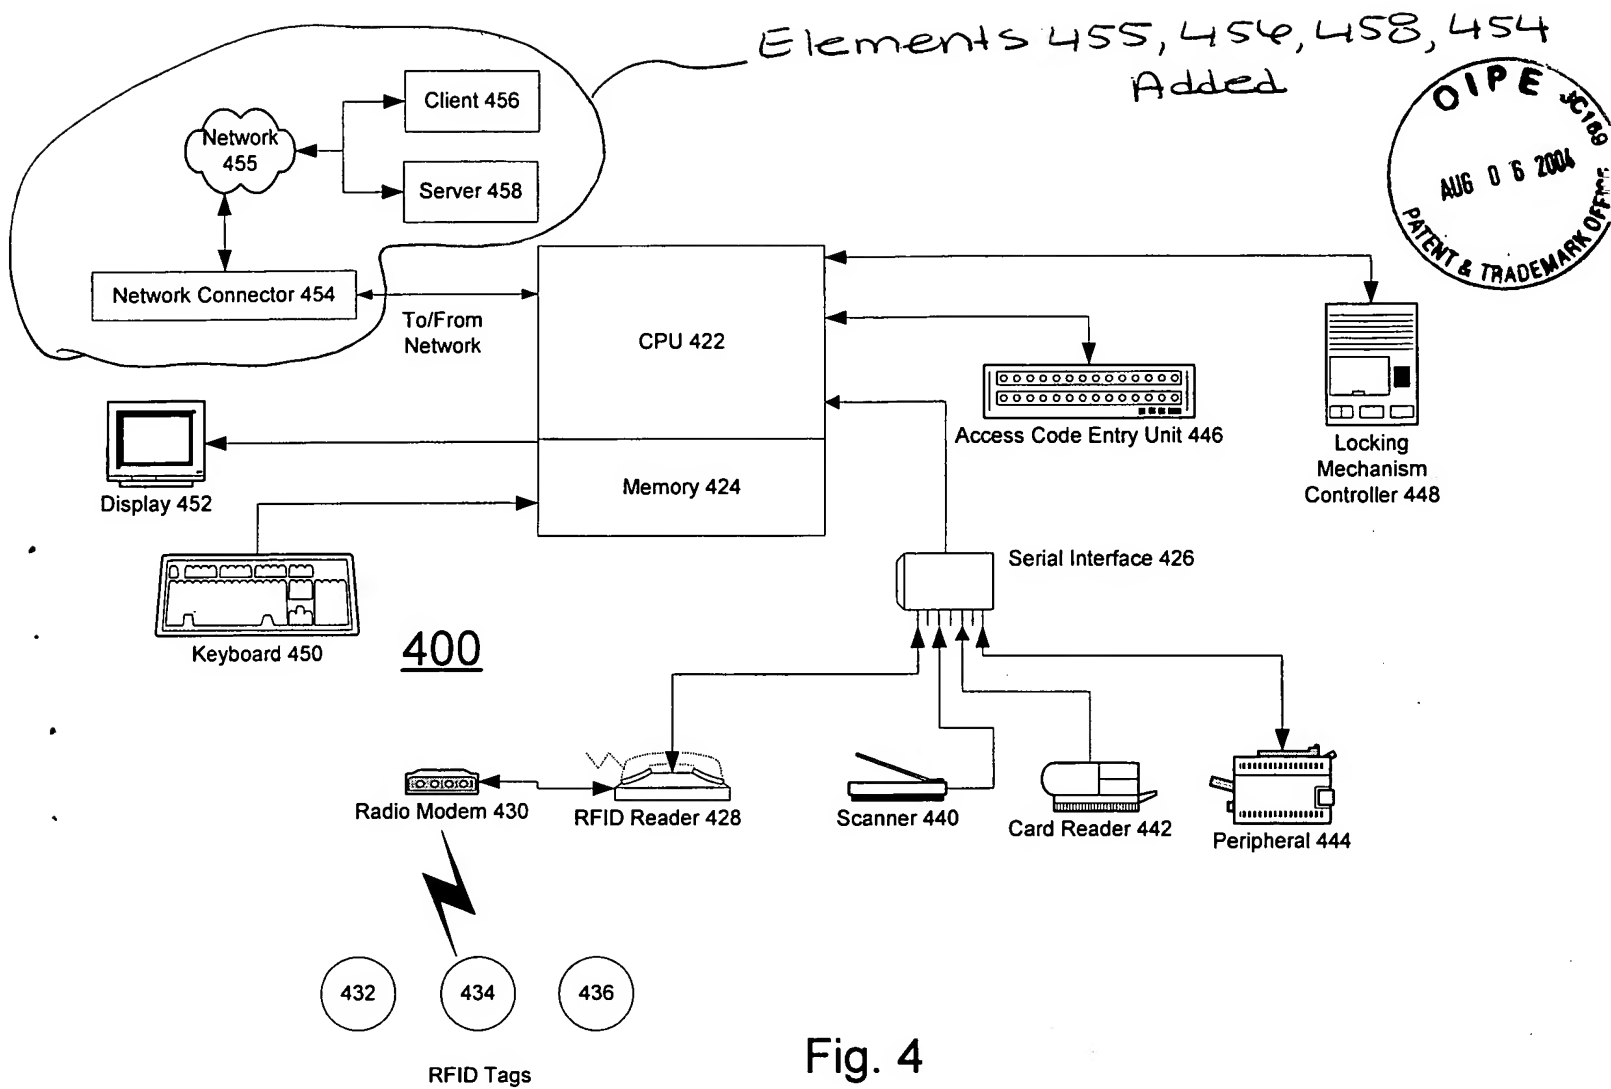 Elements 455, 456, 458, 454
Added
OIPE JC169
AUG 06 2004
PATENT & TRADEMARK OFFICE
Client 456
Network
455
Server 458
Network Connector 454
To/From
Network
CPU 422
Memory 424
Display 452
Keyboard 450
400
Access Code Entry Unit 446
Locking
Mechanism
Controller 448
Serial Interface 426
Radio Modem 430
RFID Reader 428
Scanner 440
Card Reader 442
Peripheral 444
432
434
436
RFID Tags
Fig. 4